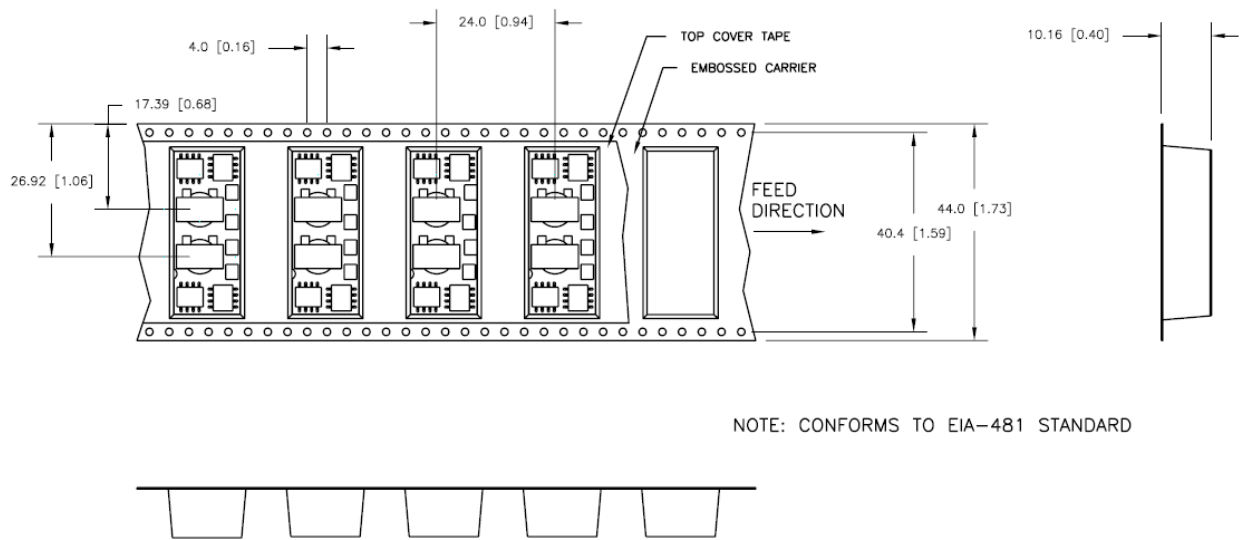 24.0 [0.94]
4.0 [0.16]
TOP COVER TAPE
10.16 [0.40]
EMBOSSED CARRIER
17.39 [0.68]
26.92 [1.06]
FEED
DIRECTION
44.0 [1.73]
40.4 [1.59]
NOTE: CONFORMS TO EIA-481 STANDARD